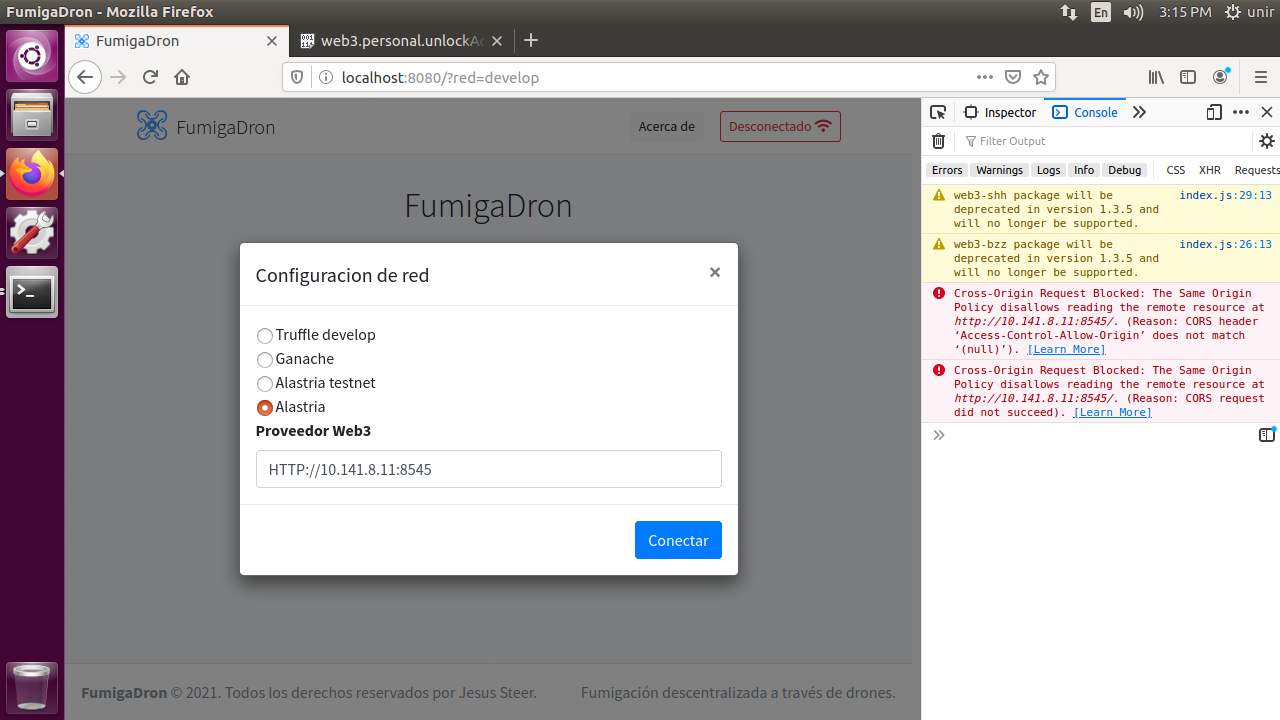 FumigaDron - Mozilla Firefox
En
3:15 PM
unir
FumigaDron
web3.personal.unlockAc
localhost:8080/?red=develop
FumigaDron
Acerca de
Desconectado
FumigaDron
Configuracion de red
×
Truffle develop
Ganache
Alastria testnet
Alastria
Proveedor Web3
HTTP://10.141.8.11:8545
Conectar
FumigaDron © 2021. Todos los derechos reservados por Jesus Steer.
Fumigación descentralizada a través de drones.
Inspector
Console
Filter Output
Errors
Warnings
Logs
Info
Debug
CSS
XHR
Requests
web3-shh package will be
deprecated in version 1.3.5 and
will no longer be supported.
index.js:29:13
web3-bzz package will be
deprecated in version 1.3.5 and
will no longer be supported.
index.js:26:13
Cross-Origin Request Blocked: The Same Origin
Policy disallows reading the remote resource at
http://10.141.8.11:8545/. (Reason: CORS header
‘Access-Control-Allow-Origin’ does not match
‘(null)’). [Learn More]
Cross-Origin Request Blocked: The Same Origin
Policy disallows reading the remote resource at
http://10.141.8.11:8545/. (Reason: CORS request
did not succeed). [Learn More]